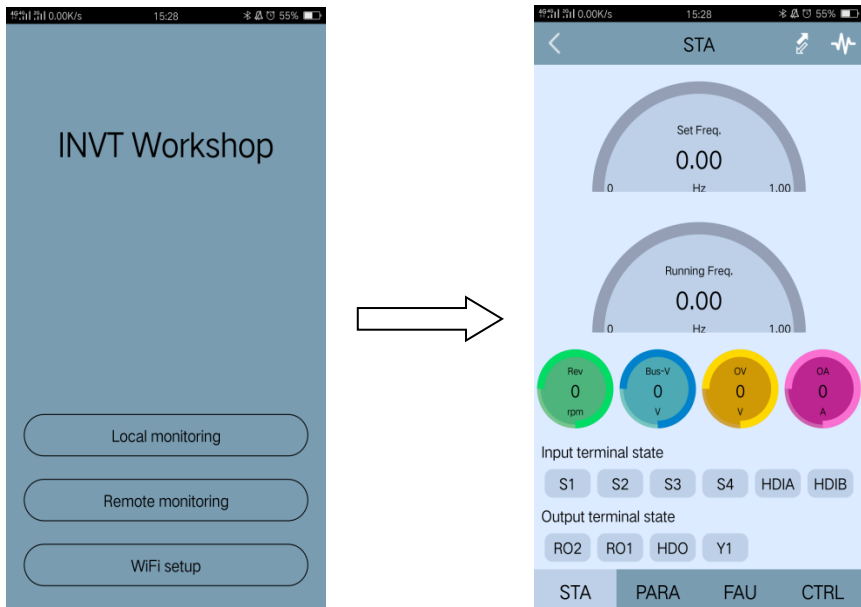 0.00K/s 15:28 55%
INVT Workshop
Local monitoring
Remote monitoring
WiFi setup
0.00K/s 15:28 55%
STA
Set Freq.
0.00
0 Hz 1.00
Running Freq.
0.00
0 Hz 1.00
Rev Bus-V OV OA
0 0 0 0
rpm V V A
Input terminal state
S1 S2 S3 S4 HDIA HDIB
Output terminal state
RO2 RO1 HDO Y1
STA PARA FAU CTRL